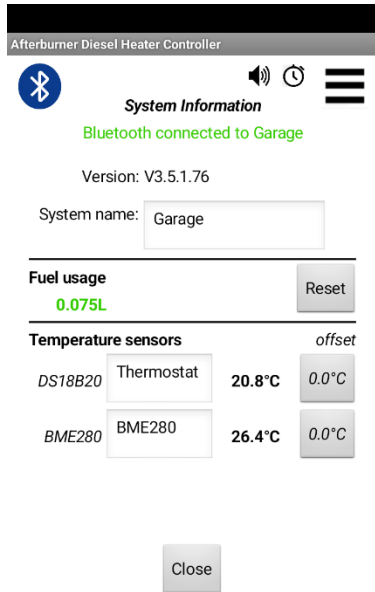 Afterburner Diesel Heater Controller
System Information
Bluetooth connected to Garage
Version: V3.5.1.76
System name: Garage
Fuel usage
0.075L
Reset
Temperature sensors offset
DS18B20 Thermostat 20.8°C 0.0°C
BME280 BME280 26.4°C 0.0°C
Close